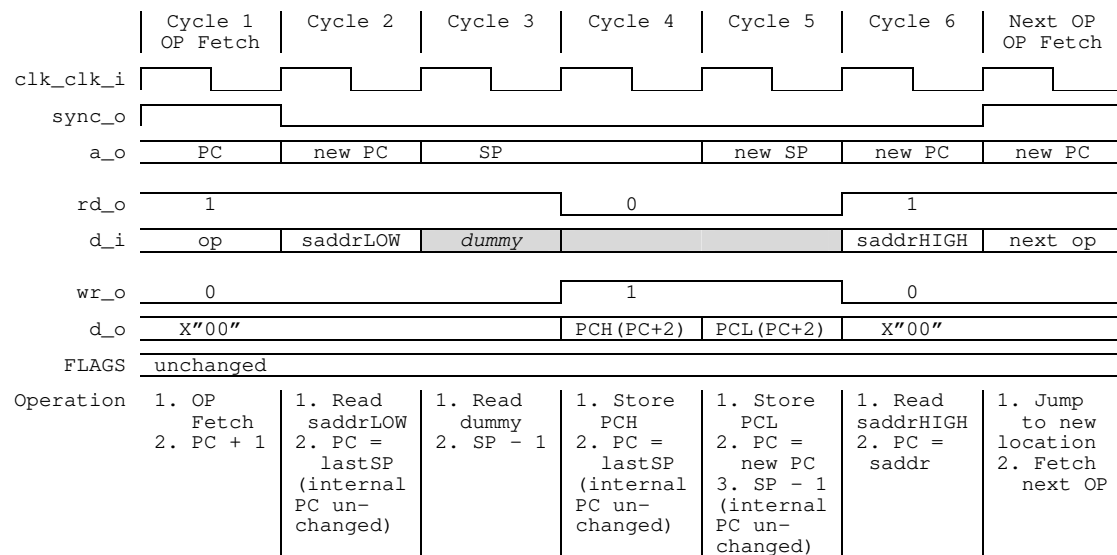 Cycle 1 Cycle 2 Cycle 3 Cycle 4 Cycle 5 Cycle 6 Next OP
OP Fetch OP Fetch
clk_clk_i
sync_o
a_o PC new PC SP new SP new PC new PC
rd_o 1 0 1
d_i op saddrLOW dummy saddrHIGH next op
wr_o 0 1 0
d_o X"00" PCH(PC+2) PCL(PC+2) X"00"
FLAGS unchanged
Operation 1. OP 1. Read 1. Read 1. Store 1. Store 1. Read 1. Jump
Fetch saddrLOW dummy PCH PCL saddrHIGH to new
2. PC + 1 2. PC = 2. SP - 1 2. PC = 2. PC = 2. PC = location
lastSP lastSP new PC saddr 2. Fetch
(internal (internal 3. SP - 1 next OP
PC un- PC un- (internal
changed) changed) PC un-
changed)